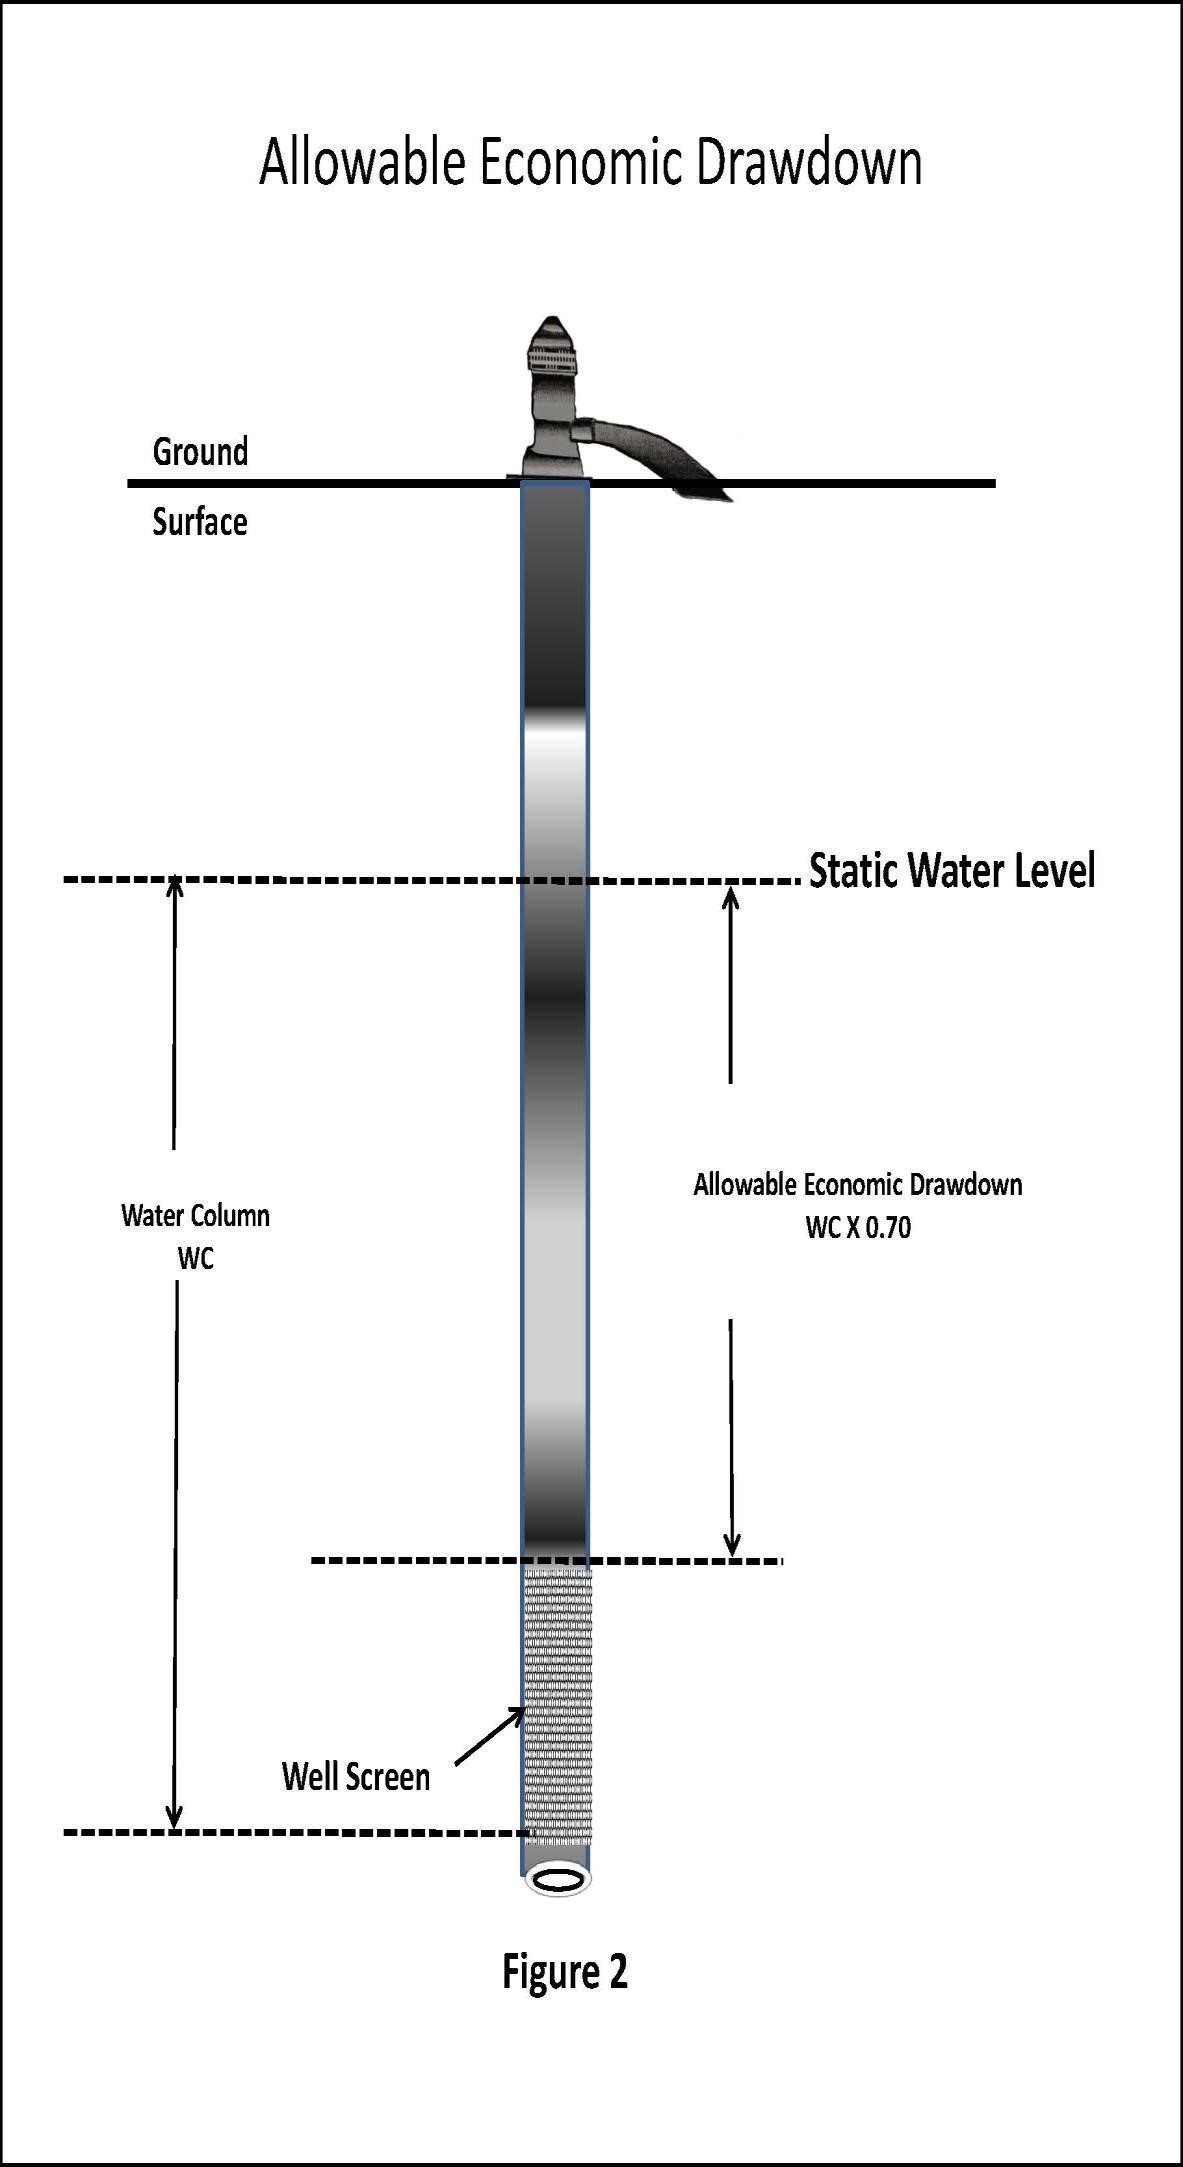 Allowable Economic Drawdown
Ground
Surface
Static Water Level
Allowable Economic Drawdown
WC X 0.70
Water Column
WC
Well Screen
Figure 2